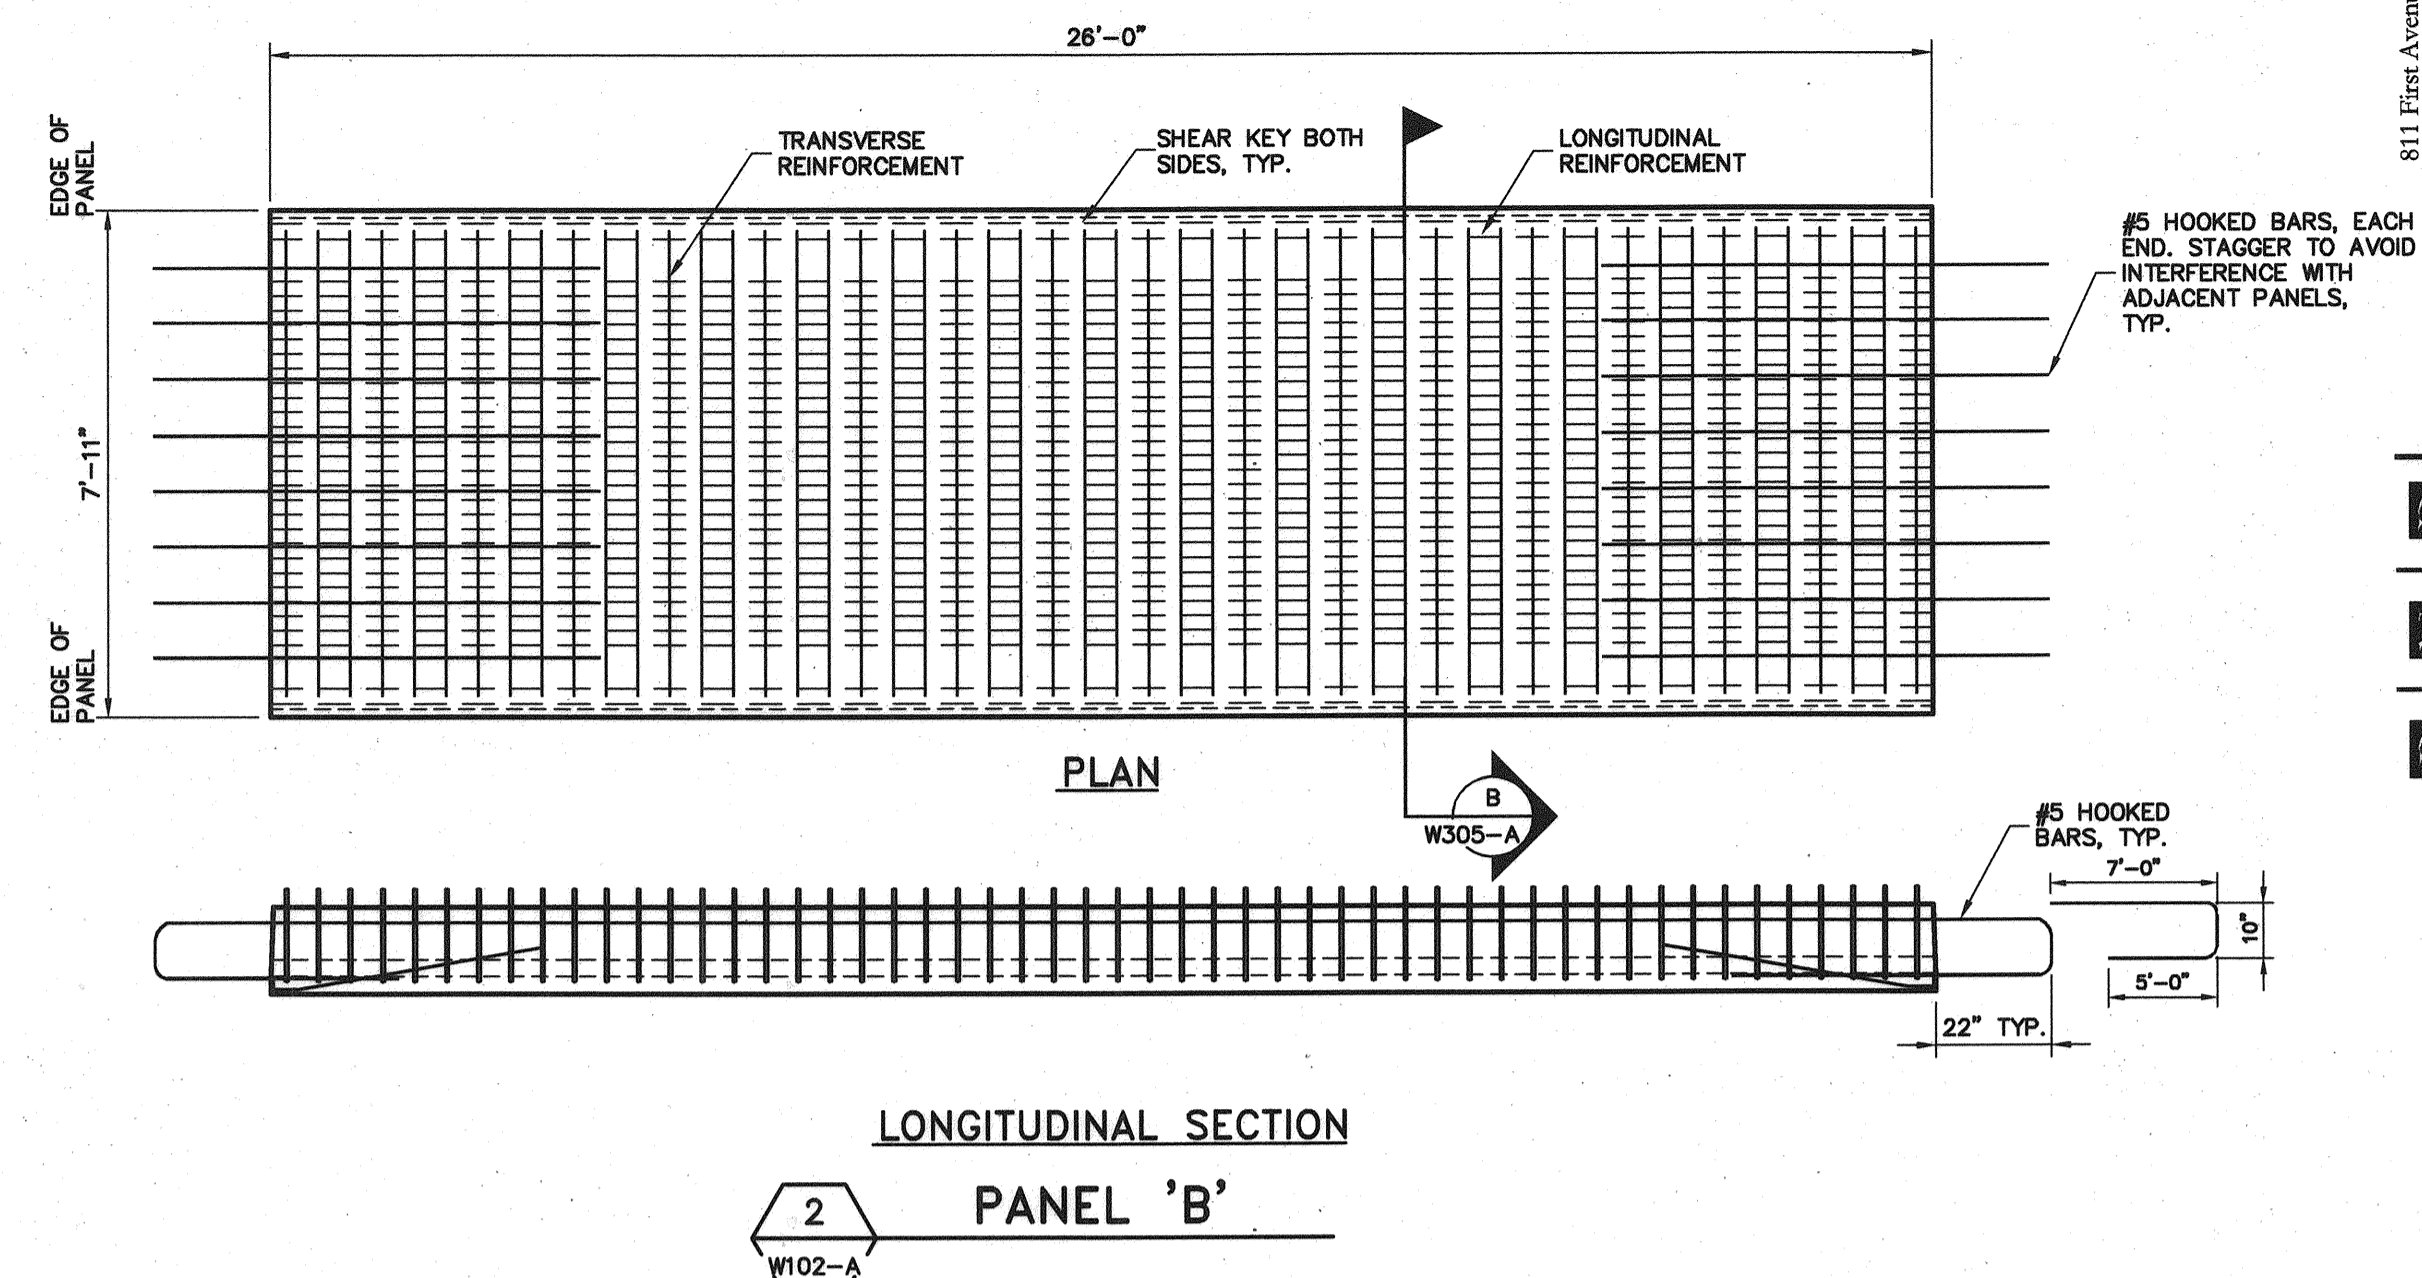 26'-0"
811 First Avenu
EDGE OF
PANEL
TRANSVERSE
REINFORCEMENT
SHEAR KEY BOTH
SIDES, TYP.
LONGITUDINAL
REINFORCEMENT
#5 HOOKED BARS, EACH
END. STAGGER TO AVOID
INTERFERENCE WITH
ADJACENT PANELS,
TYP.
7'-11"
EDGE OF
PANEL
PLAN
B
W305-A
#5 HOOKED
BARS, TYP.
7'-0"
10"
5'-0"
22" TYP.
LONGITUDINAL SECTION
2
PANEL 'B'
W102-A